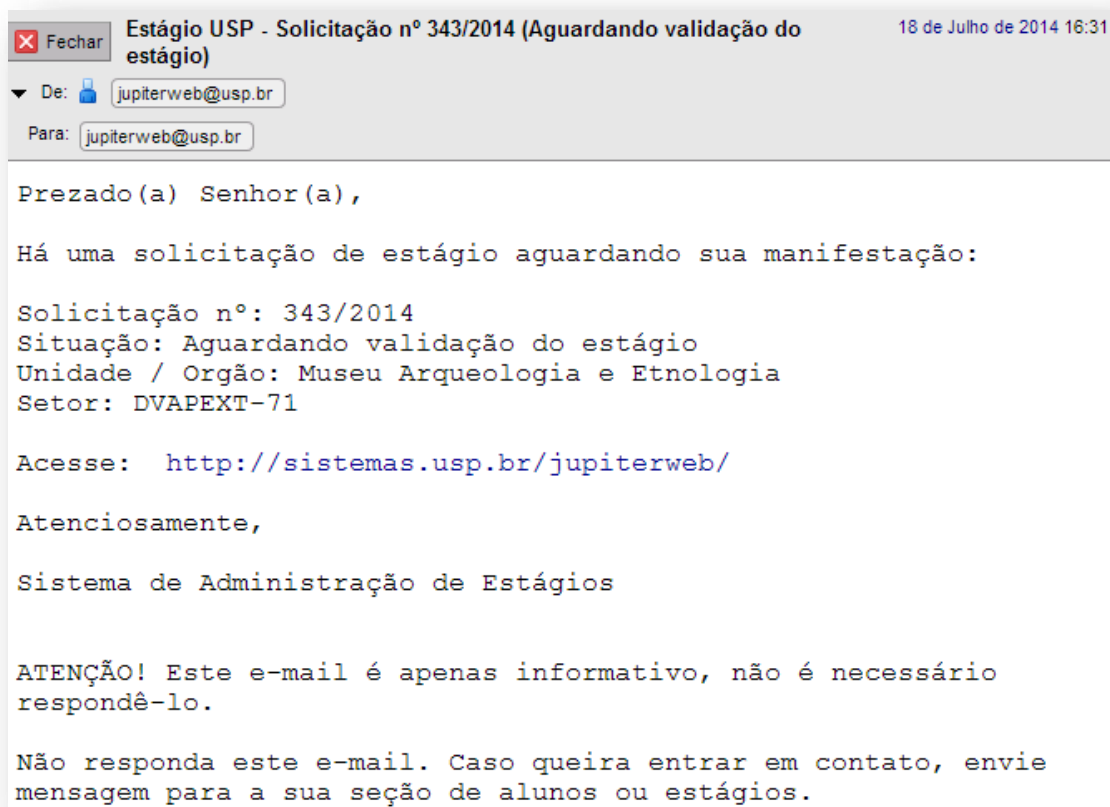 Fechar
Estágio USP - Solicitação nº 343/2014 (Aguardando validação do
estágio)
18 de Julho de 2014 16:31
De: jupiterweb@usp.br
Para: jupiterweb@usp.br
Prezado(a) Senhor(a),
Há uma solicitação de estágio aguardando sua manifestação:
Solicitação nº: 343/2014
Situação: Aguardando validação do estágio
Unidade / Orgão: Museu Arqueologia e Etnologia
Setor: DVAPEXT-71
Acesse:  http://sistemas.usp.br/jupiterweb/
Atenciosamente,
Sistema de Administração de Estágios
ATENÇÃO! Este e-mail é apenas informativo, não é necessário
respondê-lo.
Não responda este e-mail. Caso queira entrar em contato, envie
mensagem para a sua seção de alunos ou estágios.